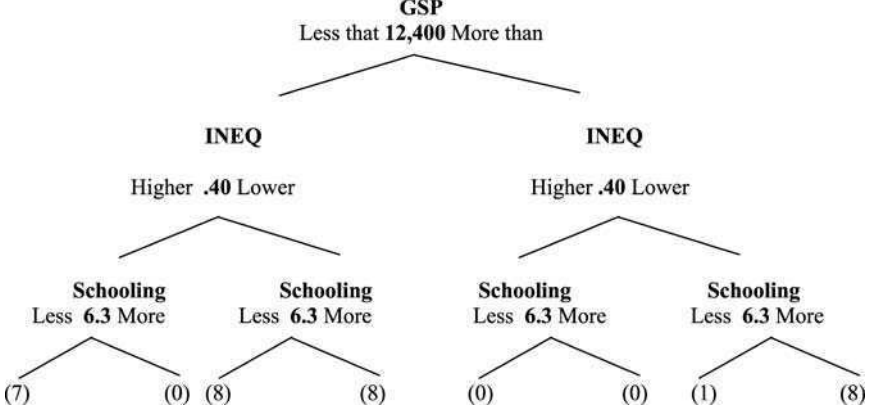 GSP
Less that 12,400 More than
INEQ INEQ
Higher .40 Lower Higher .40 Lower
Schooling Schooling Schooling Schooling
Less 6.3 More Less 6.3 More Less 6.3 More Less 6.3 More
(7) (0) (8) (8) (0) (0) (1) (8)